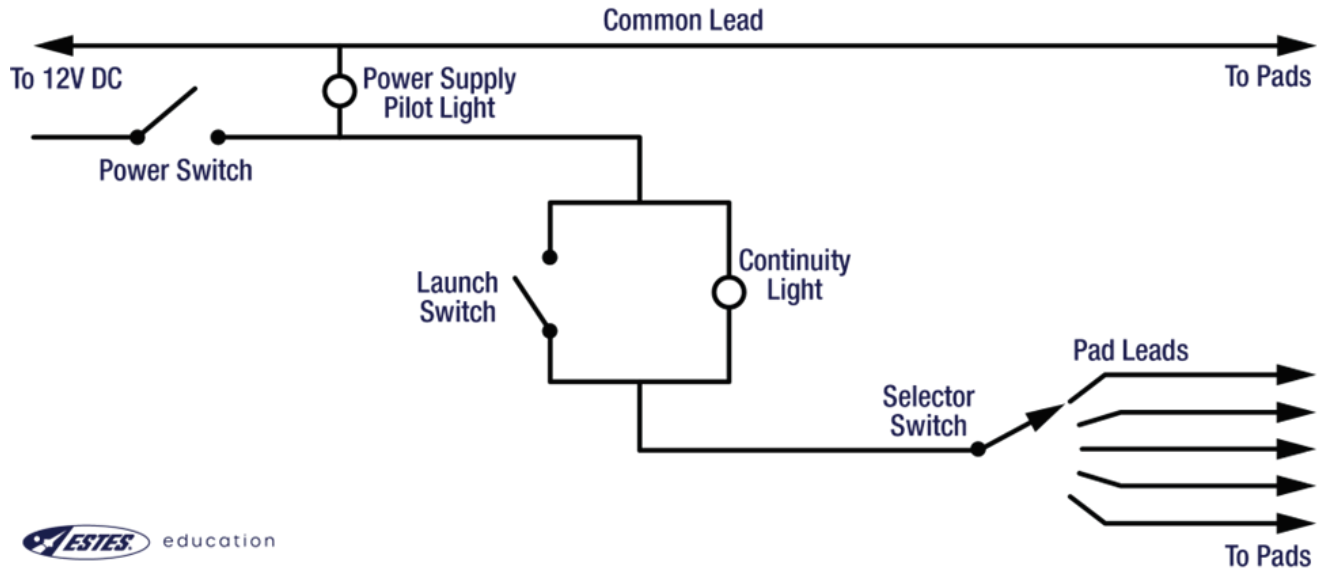 Common Lead
To 12V DC
Power Supply
Pilot Light
To Pads
Power Switch
Launch
Switch
Continuity
Light
Pad Leads
Selector
Switch
ESTES. education
To Pads